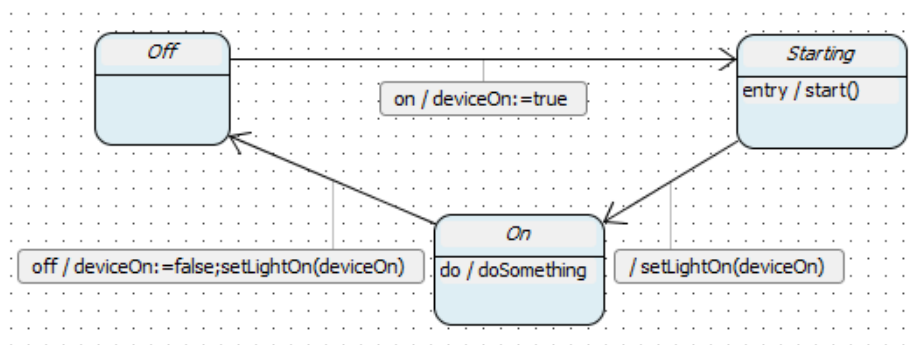 Off
Starting
entry / start()
on / deviceOn:=true
On
do / doSomething
off / deviceOn:=false;setLightOn(deviceOn)
/ setLightOn(deviceOn)